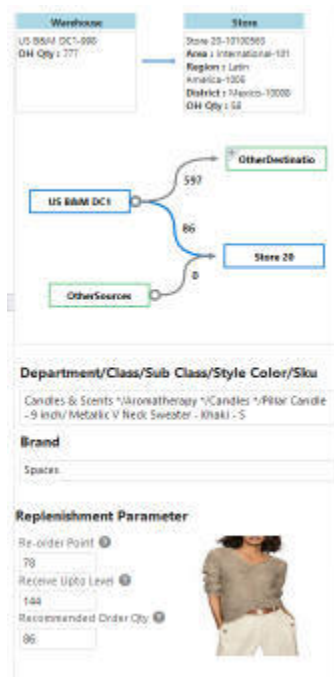 Warehouse
US B&M DC1-998
OH Qty : 777
Store
Store 20-10100563
Area : International-101
Region : Latin
America-1006
District : Mexico-10008
OH Qty : 58
OtherDestinatio
597
US B&M DC1
86
Store 20
0
OtherSources
Department/Class/Sub Class/Style Color/Sku
Candles & Scents */Aromatherapy */Candles */Pillar Candle
- 9 inch/ Metallic V Neck Sweater - Khaki - S
Brand
Spaces
Replenishment Parameter
Re-order Point
78
Receive Upto Level
144
Recommended Order Qty
86